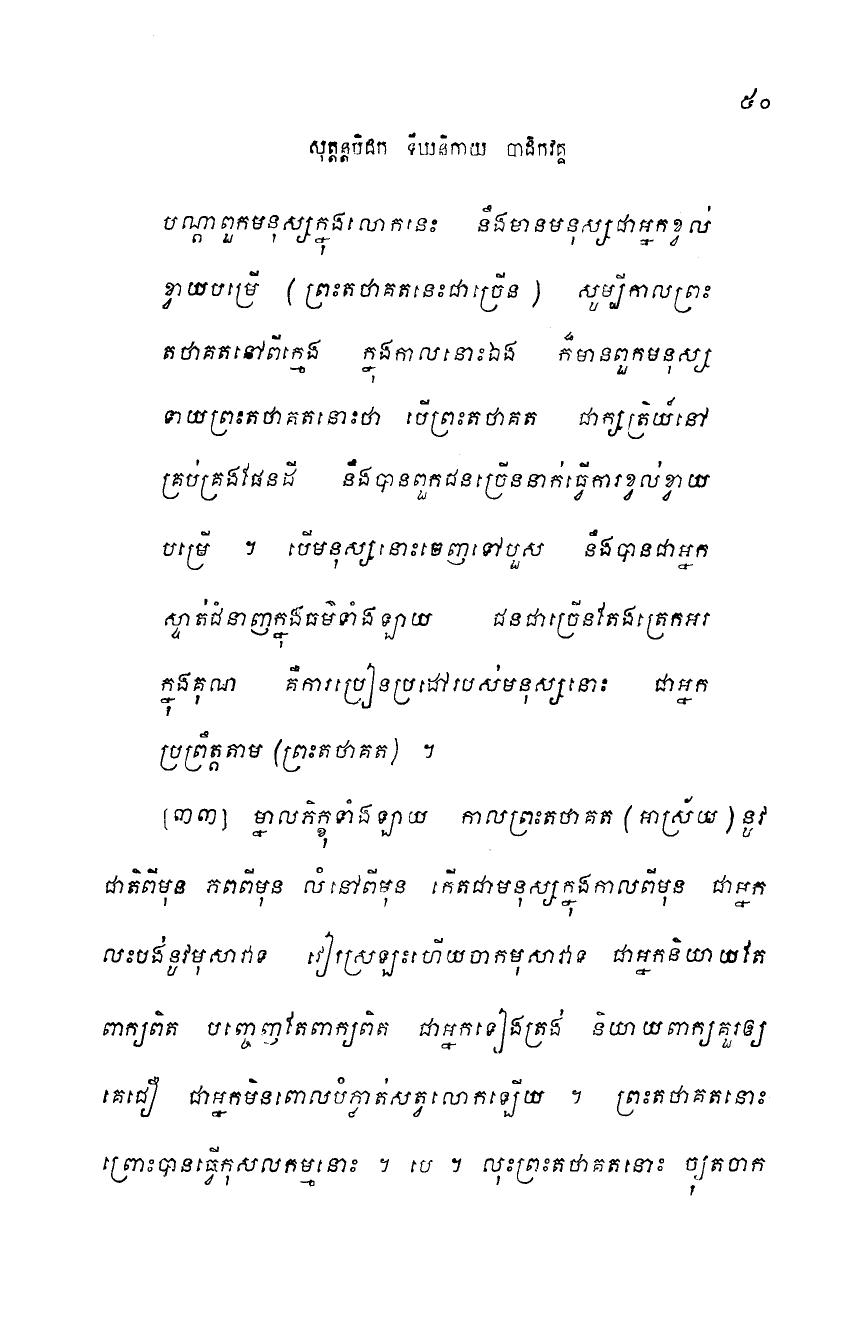 ៥០
សុត្តន្តបិដក ទីឃនិកាយ បាដិកវគ្គ
បណ្តាពួកមនុស្សក្នុងលោកនេះ នឹងមានមនុស្សជាអ្នកខ្វល់
ខ្វាយបម្រើ (ព្រះតថាគតនេះជាច្រើន) សូម្បីកាលព្រះ
តថាគតនៅពីក្មេង ក្នុងកាលនោះឯង ក៏មានពួកមនុស្ស
ទាយព្រះតថាគតនោះថា បើព្រះតថាគត ជាក្សត្រិយ៍នៅ
គ្រប់គ្រងផែនដី នឹងបានពួកជនច្រើននាក់ធ្វើការខ្វល់ខ្វាយ
បម្រើ ។ បើមនុស្សនោះចេញទៅបួស នឹងបានជាអ្នក
ស្ទាត់ជំនាញក្នុងធម៌ទាំងឡាយ ជនជាច្រើនតែងត្រេកអរ
ក្នុងគុណ គឺការប្រៀនប្រដៅរបស់មនុស្សនោះ ជាអ្នក
ប្រព្រឹត្តតាម (ព្រះតថាគត) ។
[៣៣] ម្នាលភិក្ខុទាំងឡាយ កាលព្រះតថាគត (អាស្រ័យ) នូវ
ជាតិពីមុន ភពពីមុន លំនៅពីមុន កើតជាមនុស្សក្នុងកាលពីមុន ជាអ្នក
លះបង់នូវមុសាវាទ វៀរស្រឡះហើយចាកមុសាវាទ ជាអ្នកនិយាយតែ
ពាក្យពិត បញ្ចេញតែពាក្យពិត ជាអ្នកទៀងត្រង់ និយាយពាក្យគួរឲ្យ
គេជឿ ជាអ្នកមិនពោលបំភ្លាត់សត្វលោកឡើយ ។ ព្រះតថាគតនោះ
ព្រោះបានធ្វើកុសលកម្មនោះ ។ បេ ។ លុះព្រះតថាគតនោះ ច្យុតចាក